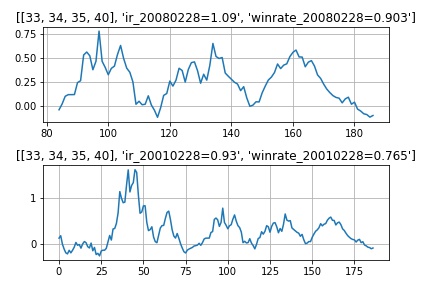 [[33, 34, 35, 40], 'ir_20080228=1.09', 'winrate_20080228=0.903']
0.75
0.50
0.25
0.00
80 100 120 140 160 180
[[33, 34, 35, 40], 'ir_20010228=0.93', 'winrate_20010228=0.765']
1
0
0 25 50 75 100 125 150 175